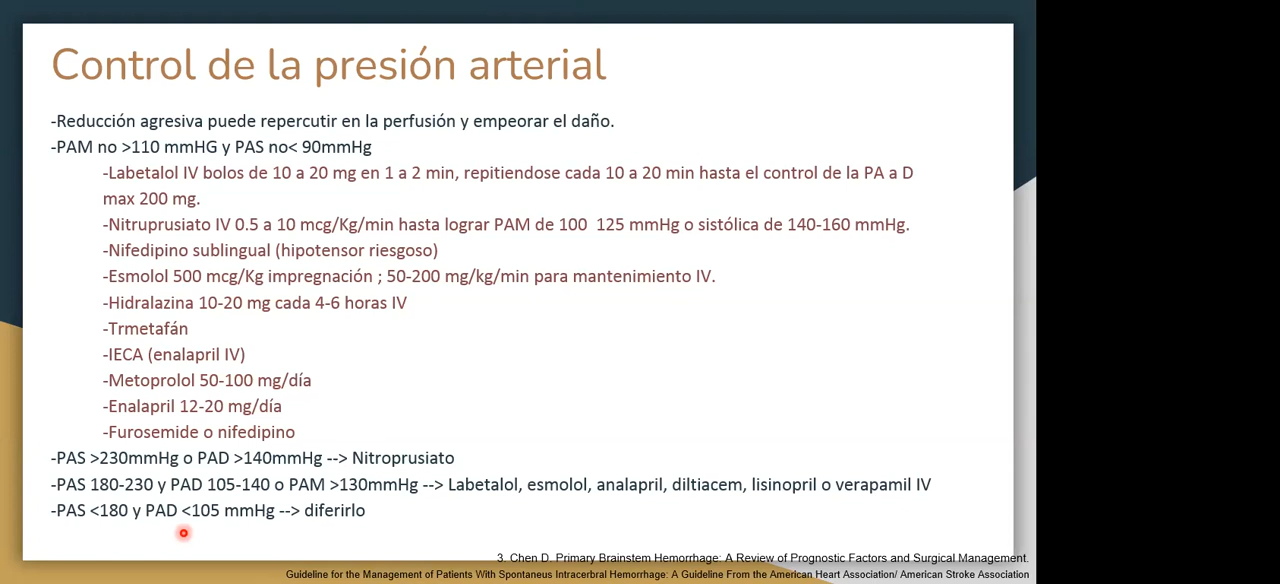 Control de la presión arterial
-Reducción agresiva puede repercutir en la perfusión y empeorar el daño.
-PAM no >110 mmHG y PAS no< 90mmHg
-Labetalol IV bolos de 10 a 20 mg en 1 a 2 min, repitiendose cada 10 a 20 min hasta el control de la PA a D
max 200 mg.
-Nitruprusiato IV 0.5 a 10 mcg/Kg/min hasta lograr PAM de 100  125 mmHg o sistólica de 140-160 mmHg.
-Nifedipino sublingual (hipotensor riesgoso)
-Esmolol 500 mcg/Kg impregnación ; 50-200 mg/kg/min para mantenimiento IV.
-Hidralazina 10-20 mg cada 4-6 horas IV
-Trmetafán
-IECA (enalapril IV)
-Metoprolol 50-100 mg/día
-Enalapril 12-20 mg/día
-Furosemide o nifedipino
-PAS >230mmHg o PAD >140mmHg --> Nitroprusiato
-PAS 180-230 y PAD 105-140 o PAM >130mmHg --> Labetalol, esmolol, analapril, diltiacem, lisinopril o verapamil IV
-PAS <180 y PAD <105 mmHg --> diferirlo
3. Chen D. Primary Brainstem Hemorrhage: A Review of Prognostic Factors and Surgical Management.
Guideline for the Management of Patients With Spontaneus Intracerbral Hemorrhage: A Guideline From the American Heart Association/ American Stroke Association